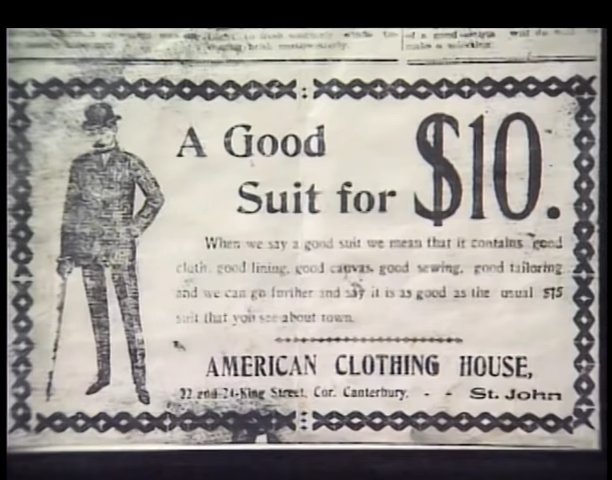 make a selection.
A Good
Suit for $10.
When we say a good suit we mean that it contains good
cloth, good lining, good canvas, good sewing, good tailoring
and we can go further and say it is as good as the usual $15
suit that you see about town.
AMERICAN CLOTHING HOUSE,
22 and 24 King Street, Cor. Canterbury, - - St. John